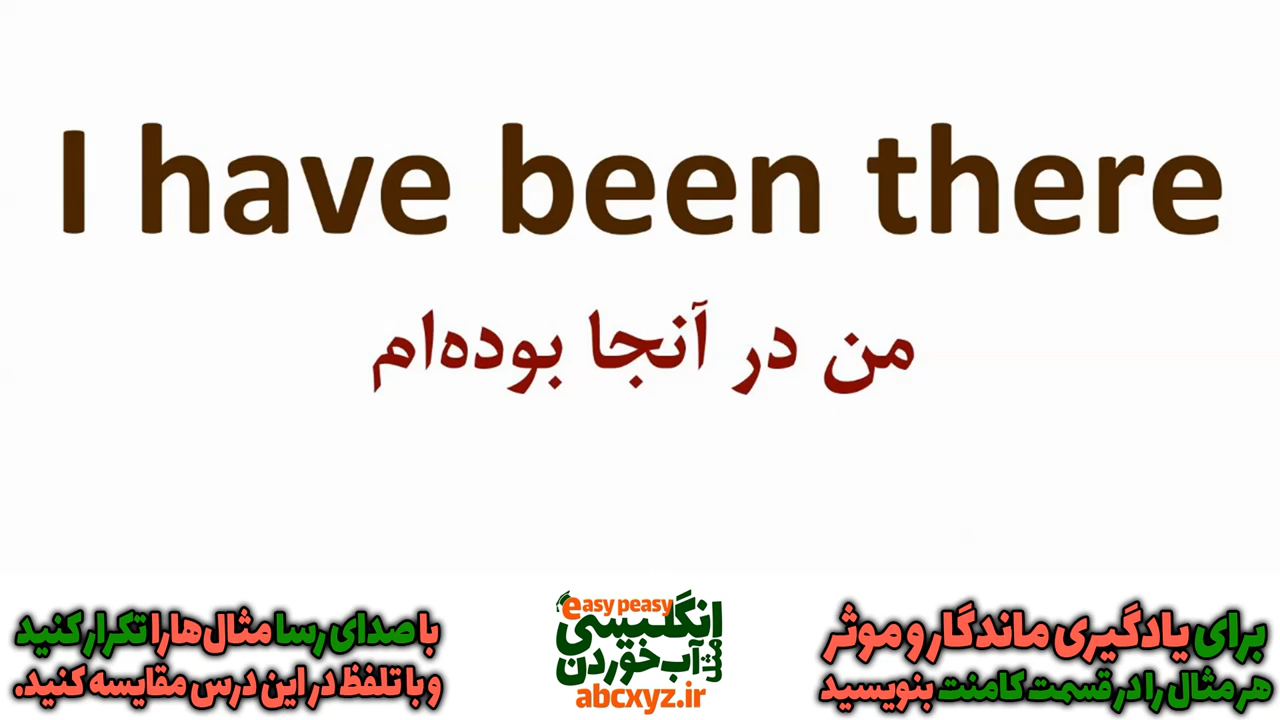 I have been there
من در آنجا بوده‌ام
برای یادگیری ماندگار و موثر
هر مثال را در قسمت کامنت بنویسید
easy peasy
انگلیسی
مثل آب خوردن
abcxyz.ir
با صدای رسا مثال‌ها را تکرار کنید
و با تلفظ در این درس مقایسه کنید.